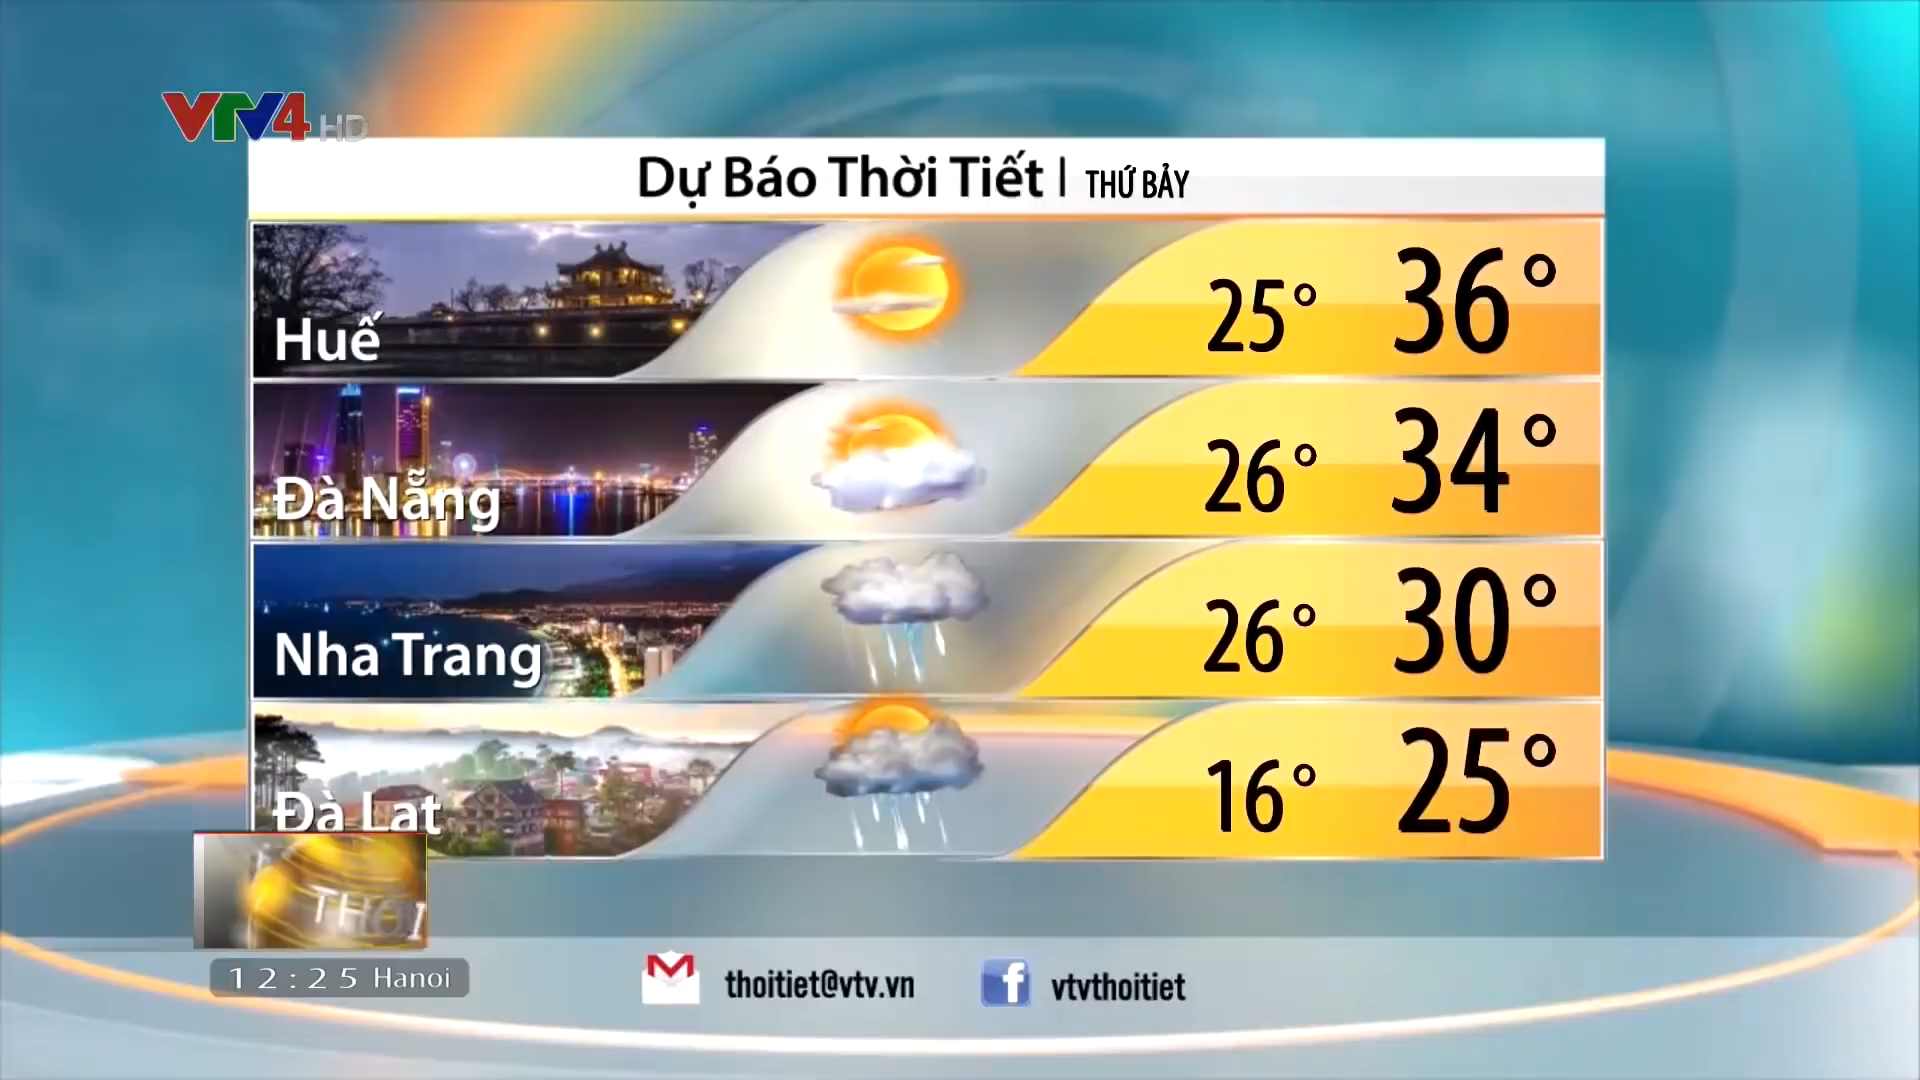 VTV4 HD
Dự Báo Thời Tiết | THỨ BẢY
Huế 25° 36°
Đà Nẵng 26° 34°
Nha Trang 26° 30°
Đà Lạt 16° 25°
THỜI
12:25 Hanoi
thoitiet@vtv.vn vtvthoitiet